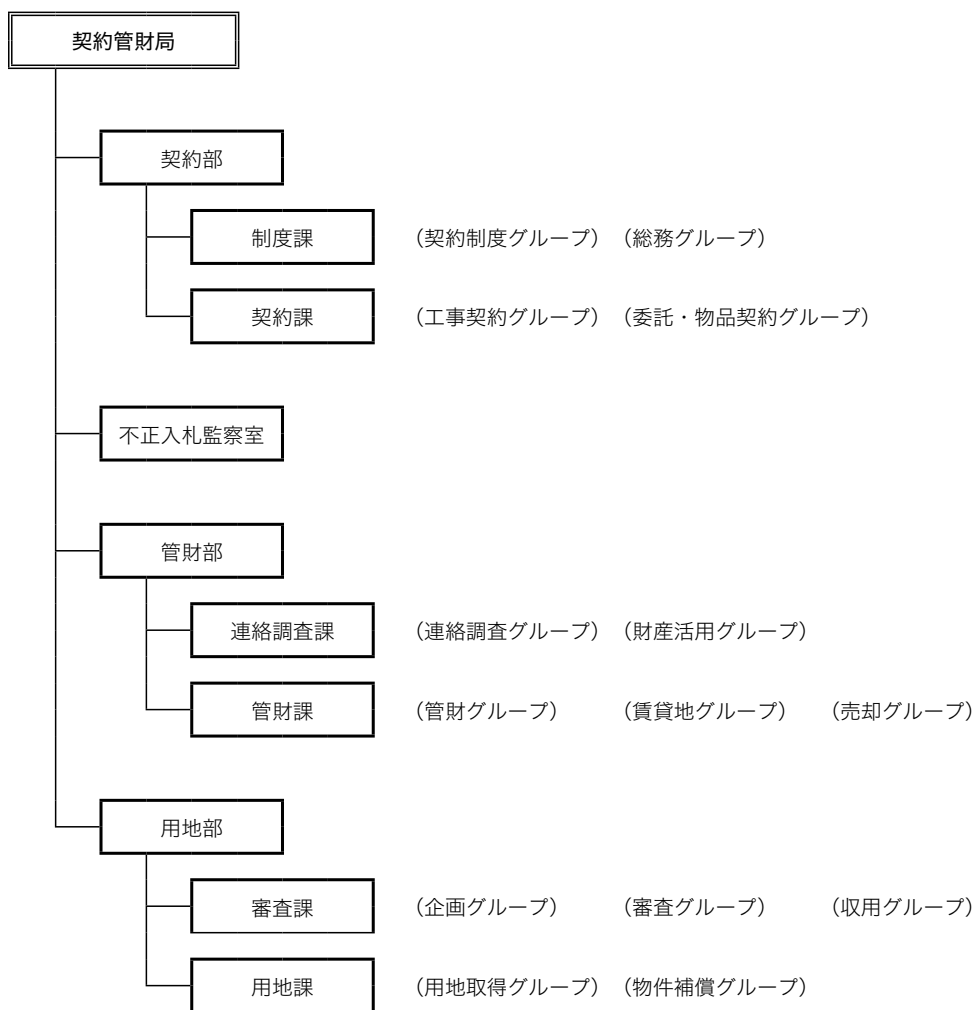 契約管財局
契約部
制度課 （契約制度グループ） （総務グループ）
契約課 （工事契約グループ） （委託・物品契約グループ）
不正入札監察室
管財部
連絡調査課 （連絡調査グループ） （財産活用グループ）
管財課 （管財グループ） （賃貸地グループ） （売却グループ）
用地部
審査課 （企画グループ） （審査グループ） （収用グループ）
用地課 （用地取得グループ） （物件補償グループ）